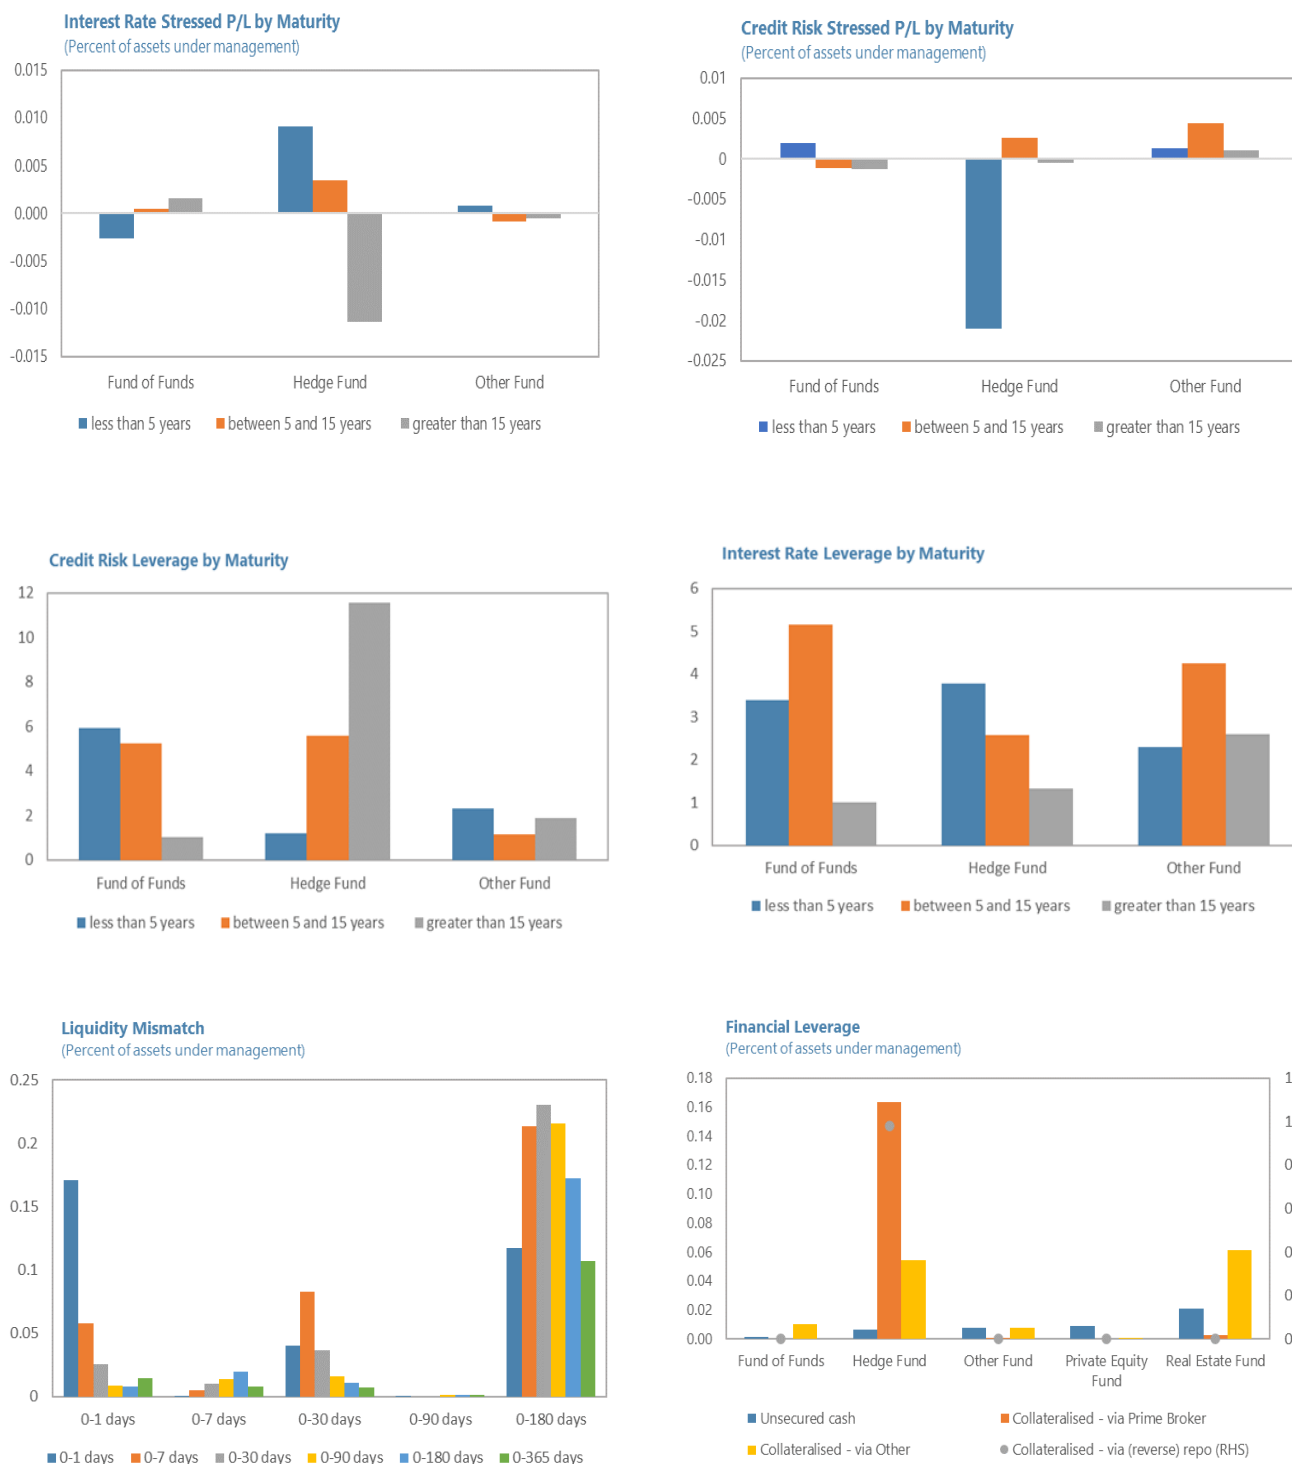 Interest Rate Stressed P/L by Maturity
(Percent of assets under management)
0.015
0.010
0.005
0.000
-0.005
-0.010
-0.015
Fund of Funds Hedge Fund Other Fund
less than 5 years between 5 and 15 years greater than 15 years
Credit Risk Stressed P/L by Maturity
(Percent of assets under management)
0.01
0.005
0
-0.005
-0.01
-0.015
-0.02
-0.025
Fund of Funds Hedge Fund Other Fund
less than 5 years between 5 and 15 years greater than 15 years
Credit Risk Leverage by Maturity
12
10
8
6
4
2
0
Fund of Funds Hedge Fund Other Fund
less than 5 years between 5 and 15 years greater than 15 years
Interest Rate Leverage by Maturity
6
5
4
3
2
1
0
Fund of Funds Hedge Fund Other Fund
less than 5 years between 5 and 15 years greater than 15 years
Liquidity Mismatch
(Percent of assets under management)
0.25
0.2
0.15
0.1
0.05
0
0-1 days 0-7 days 0-30 days 0-90 days 0-180 days
0-1 days 0-7 days 0-30 days 0-90 days 0-180 days 0-365 days
Financial Leverage
(Percent of assets under management)
0.18 1
0.16
0.14 1
0.12 0
0.10
0.08 0
0.06 0
0.04
0.02 0
0.00 0
Fund of Funds Hedge Fund Other Fund Private Equity Real Estate Fund
Fund
Unsecured cash Collateralised - via Prime Broker
Collateralised - via Other Collateralised - via (reverse) repo (RHS)